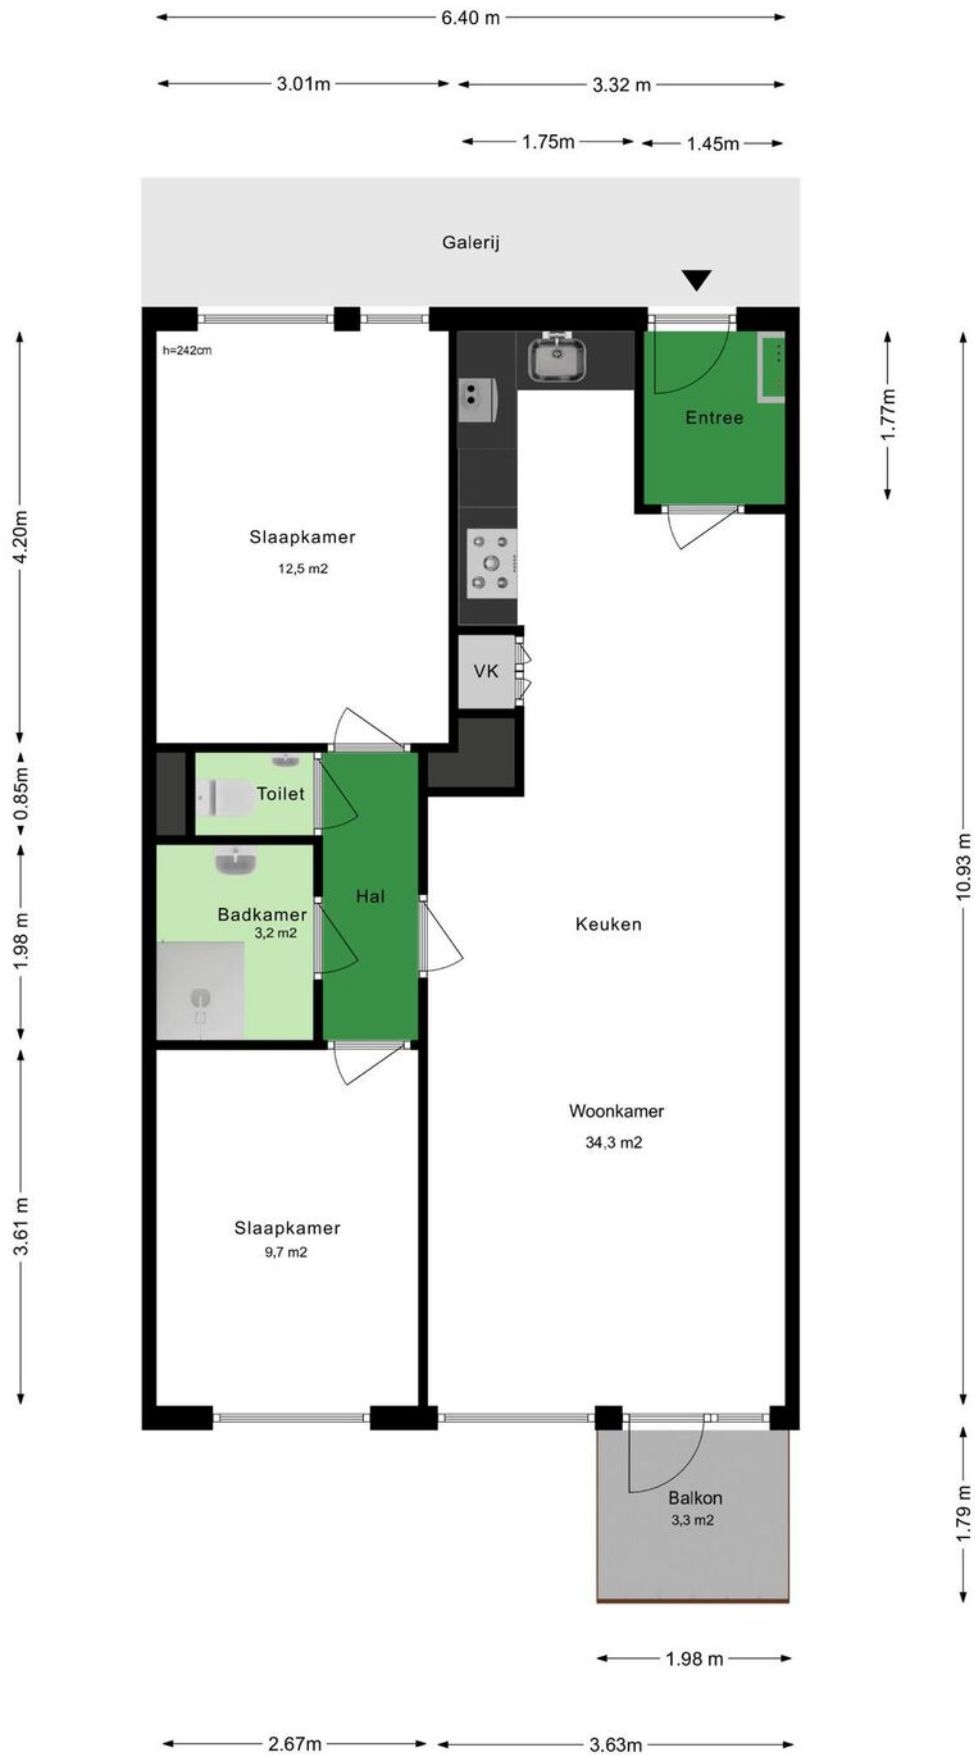 6.40 m
3.01m
3.32 m
1.75m
1.45m
Galerij
h=242cm
Entree
1.77m
4.20m
Slaapkamer
12,5 m2
VK
Toilet
0.85m
Hal
10.93 m
Badkamer
3,2 m2
1.98 m
Keuken
Woonkamer
34,3 m2
Slaapkamer
9,7 m2
3.61 m
Balkon
3,3 m2
1.79 m
1.98 m
2.67m
3.63m